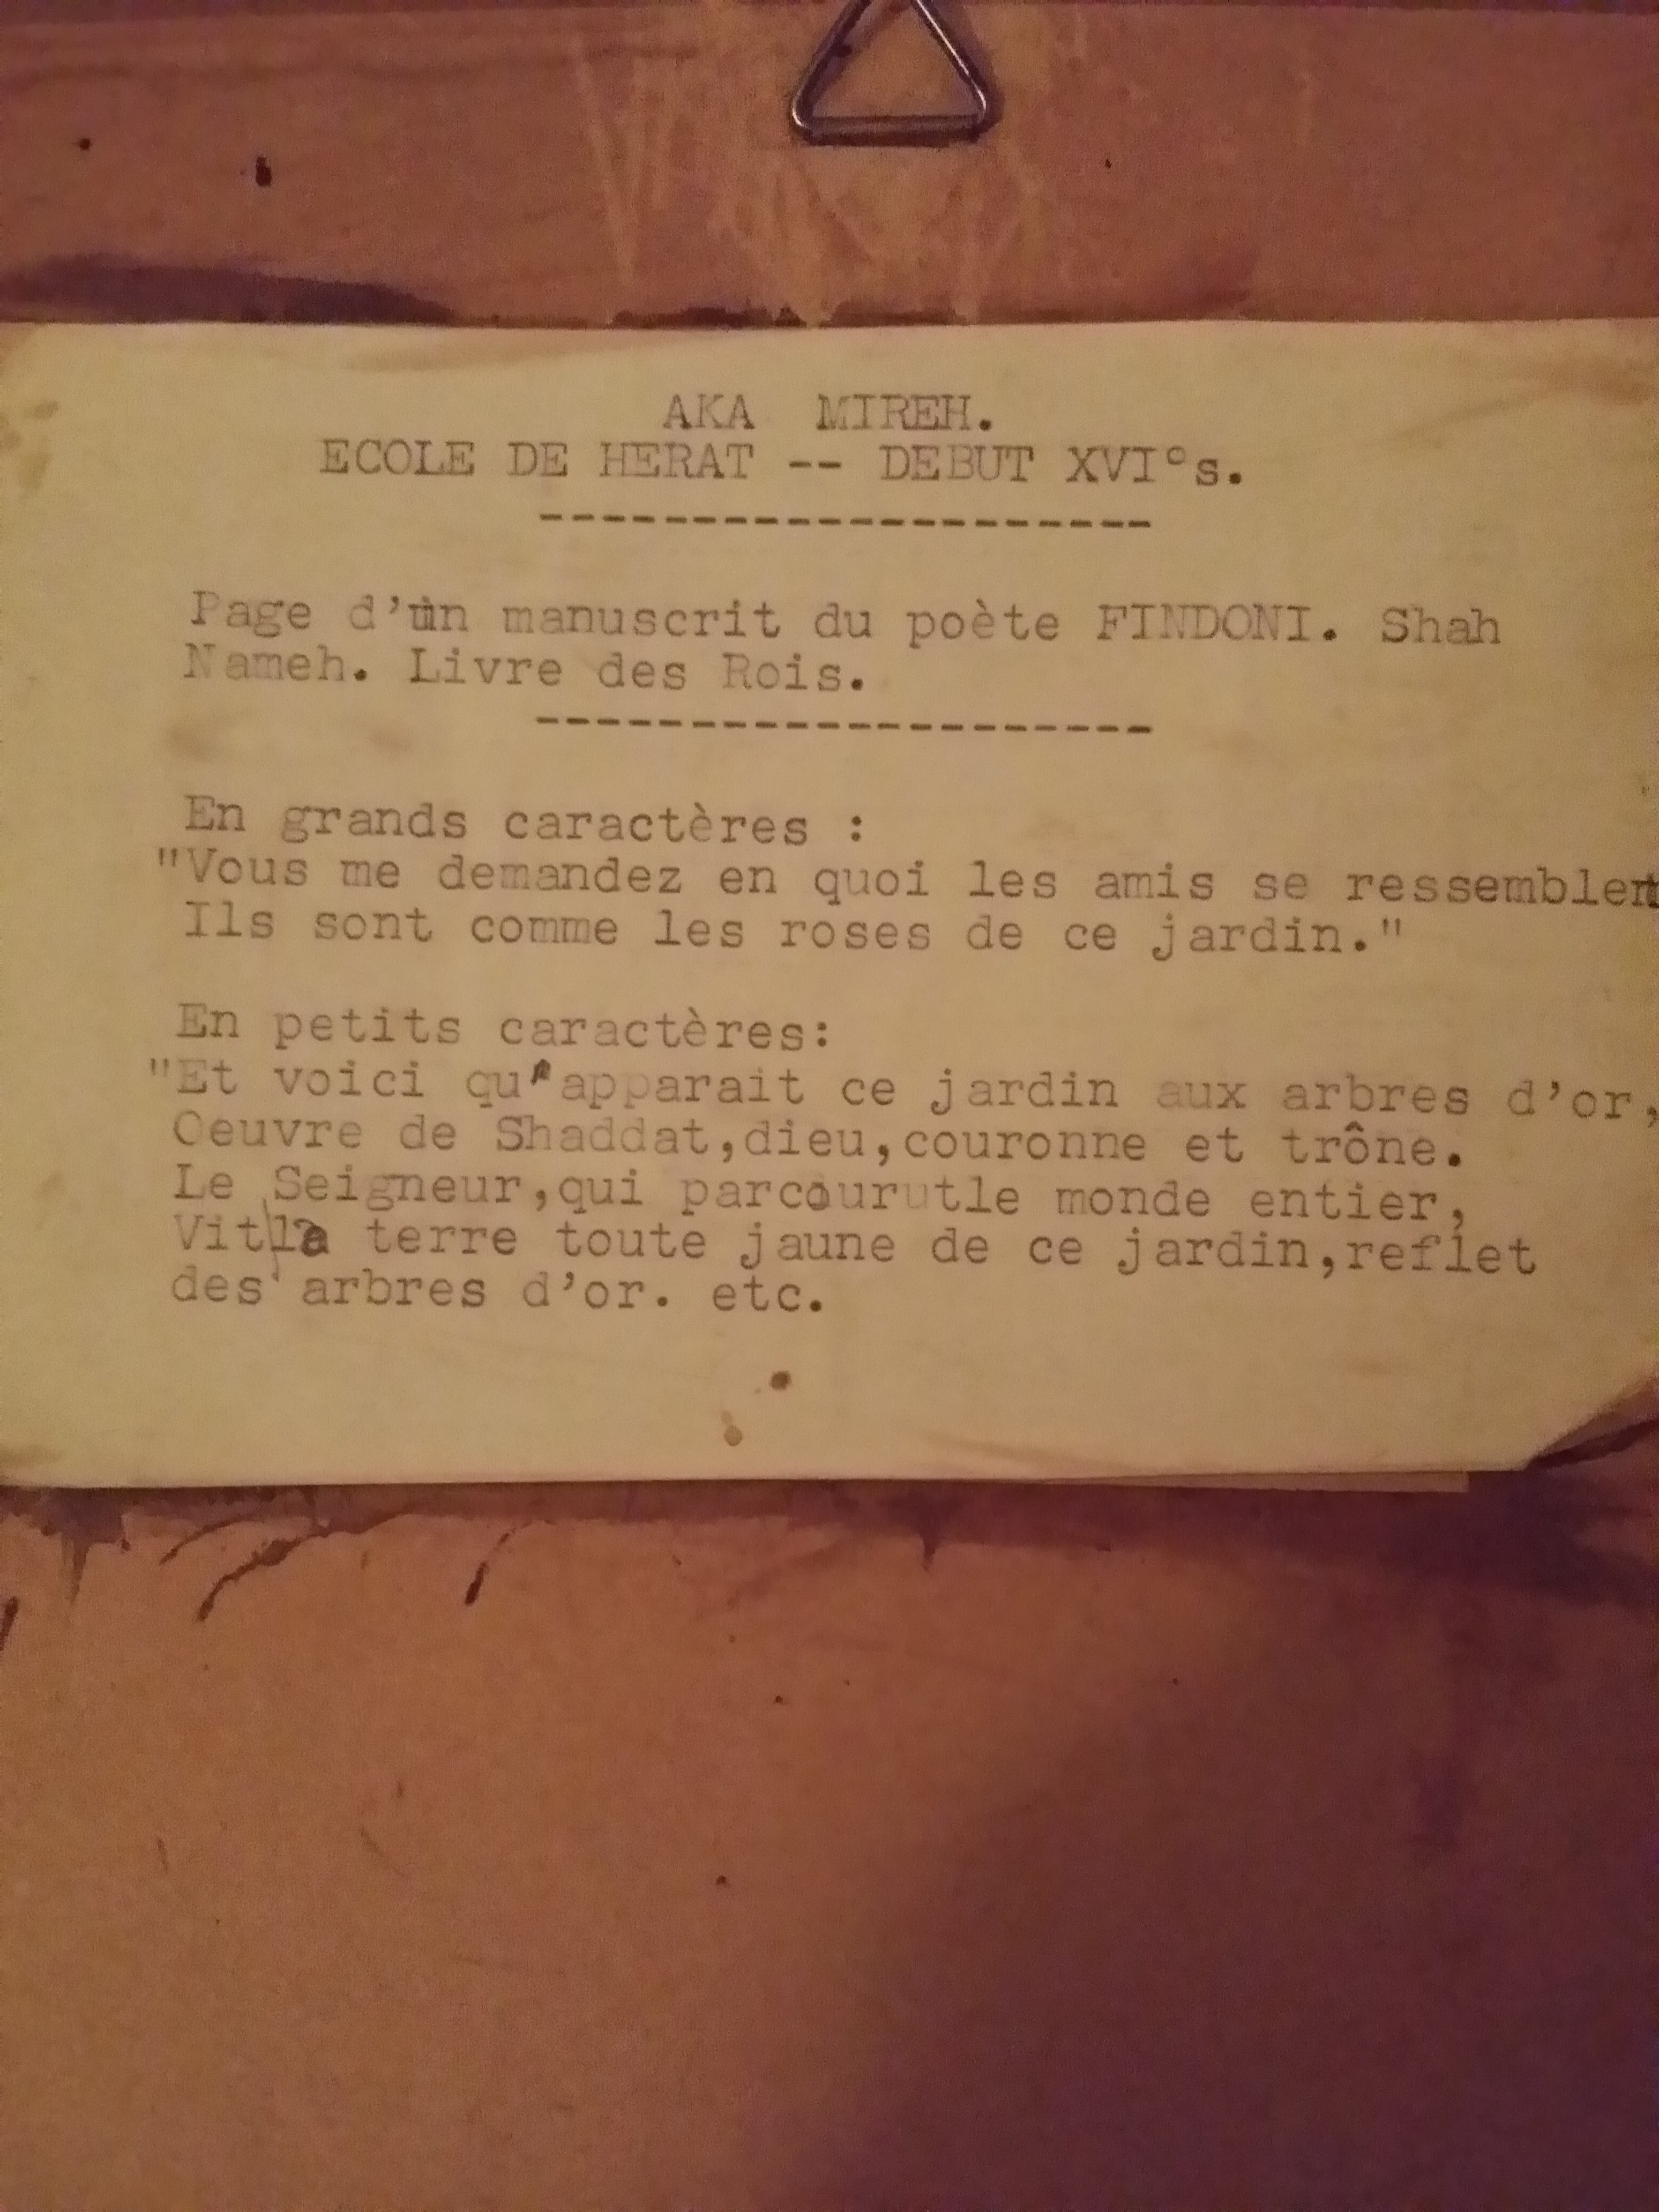 AKA MIREH.
ECOLE DE HERAT -- DEBUT XVI°s.
--------------------
Page d'un manuscrit du poète FINDONI. Shah
Nameh. Livre des Rois.
--------------------
En grands caractères :
"Vous me demandez en quoi les amis se ressemblent
Ils sont comme les roses de ce jardin."
En petits caractères:
"Et voici qu'apparait ce jardin aux arbres d'or,
Oeuvre de Shaddat,dieu,couronne et trône.
Le Seigneur,qui parcourutle monde entier,
Vit la terre toute jaune de ce jardin,reflet
des arbres d'or. etc.